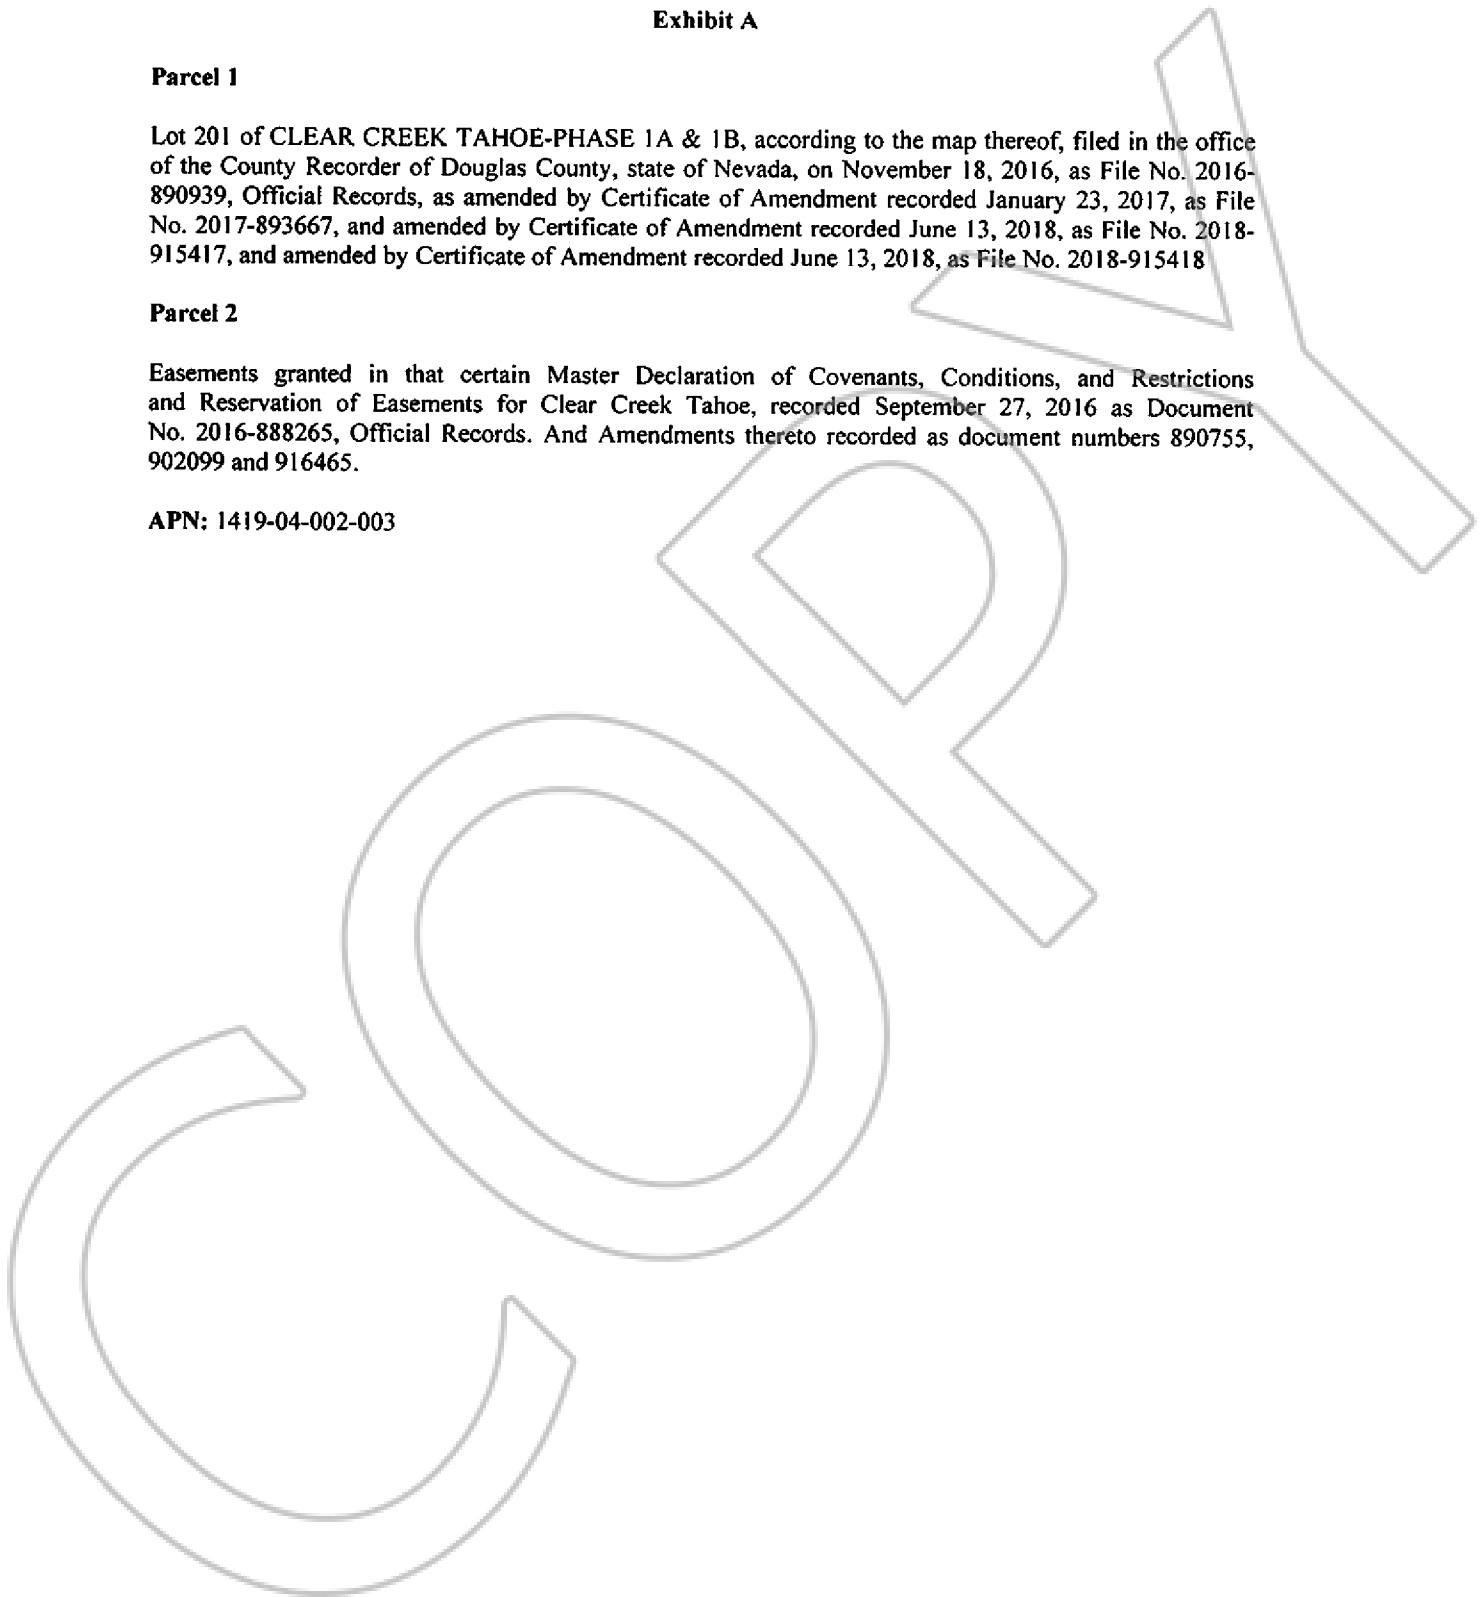 Exhibit A
Parcel 1
Lot 201 of CLEAR CREEK TAHOE-PHASE 1A & 1B, according to the map thereof, filed in the office
of the County Recorder of Douglas County, state of Nevada, on November 18, 2016, as File No. 2016-
890939, Official Records, as amended by Certificate of Amendment recorded January 23, 2017, as File
No. 2017-893667, and amended by Certificate of Amendment recorded June 13, 2018, as File No. 2018-
915417, and amended by Certificate of Amendment recorded June 13, 2018, as File No. 2018-915418
Parcel 2
Easements granted in that certain Master Declaration of Covenants, Conditions, and Restrictions
and Reservation of Easements for Clear Creek Tahoe, recorded September 27, 2016 as Document
No. 2016-888265, Official Records. And Amendments thereto recorded as document numbers 890755,
902099 and 916465.
APN: 1419-04-002-003
COPY